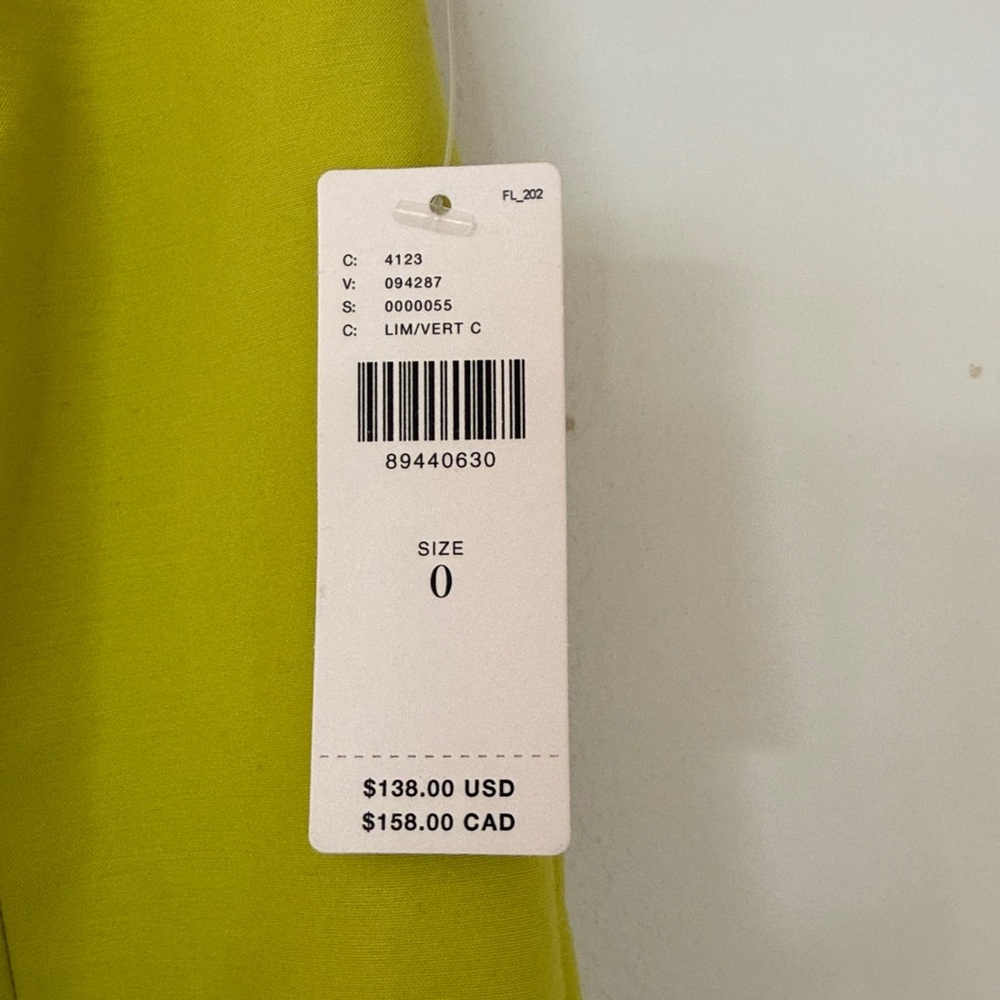 FL_202
C: 4123
V: 094287
S: 0000055
C: LIM/VERT C
89440630
SIZE
0
$138.00 USD
$158.00 CAD